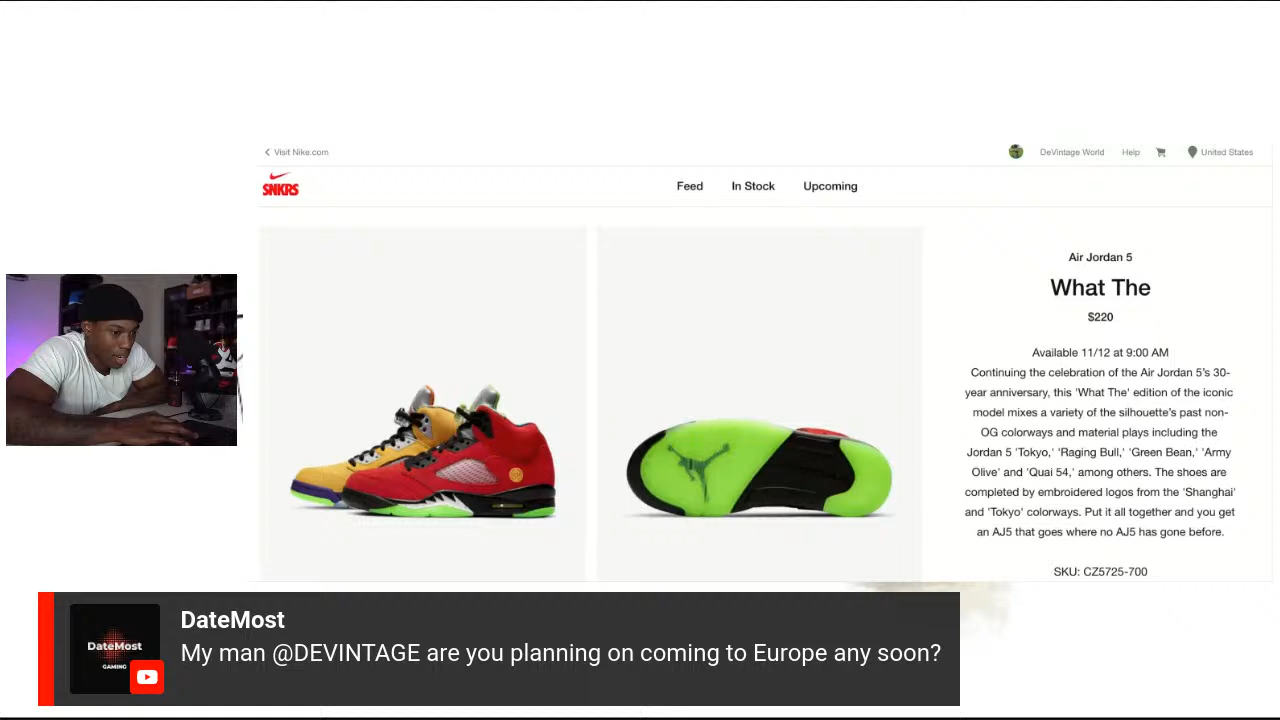 Visit Nike.com
DeVintage World
Help
United States
SNKRS
Feed
In Stock
Upcoming
Air Jordan 5
What The
$220
Available 11/12 at 9:00 AM
Continuing the celebration of the Air Jordan 5's 30-
year anniversary, this 'What The' edition of the iconic
model mixes a variety of the silhouette's past non-
OG colorways and material plays including the
Jordan 5 'Tokyo,' 'Raging Bull,' 'Green Bean,' 'Army
Olive' and 'Quai 54,' among others. The shoes are
completed by embroidered logos from the 'Shanghai'
and 'Tokyo' colorways. Put it all together and you get
an AJ5 that goes where no AJ5 has gone before.
SKU: CZ5725-700
DateMost
GAMING
DateMost
My man @DEVINTAGE are you planning on coming to Europe any soon?